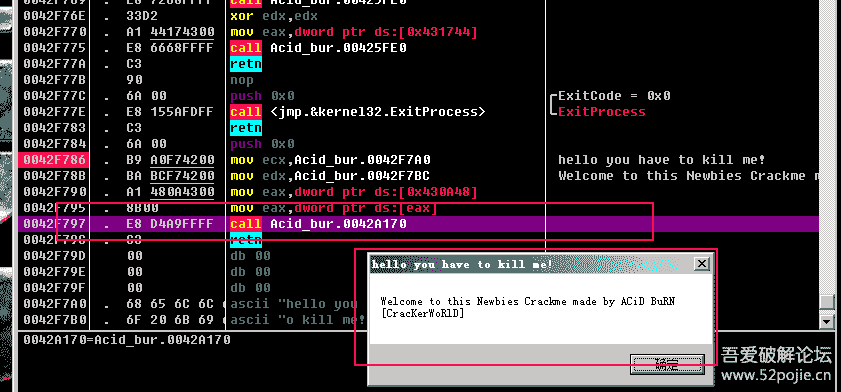 0042F769 . E8 7268FFFF call Acid_bur.00425FE0
0042F76E . 33D2 xor edx,edx
0042F770 . A1 44174300 mov eax,dword ptr ds:[0x431744]
0042F775 . E8 6668FFFF call Acid_bur.00425FE0
0042F77A . C3 retn
0042F77B 90 nop
0042F77C . 6A 00 push 0x0 ExitCode = 0x0
0042F77E . E8 155AFDFF call <jmp.&kernel32.ExitProcess> ExitProcess
0042F783 . C3 retn
0042F784 . 6A 00 push 0x0
0042F786 . B9 A0F74200 mov ecx,Acid_bur.0042F7A0 hello you have to kill me!
0042F78B . BA BCF74200 mov edx,Acid_bur.0042F7BC Welcome to this Newbies Crackme m
0042F790 . A1 480A4300 mov eax,dword ptr ds:[0x430A48]
0042F795 . 8B00 mov eax,dword ptr ds:[eax]
0042F797 . E8 D4A9FFFF call Acid_bur.0042A170
0042F79C . C3 retn
0042F79D 00 db 00
0042F79E 00 db 00
0042F79F 00 db 00
0042F7A0 . 68 65 6C 6C ascii "hello you
0042F7B0 . 6F 20 6B 69 ascii "o kill me!
hello you have to kill me!
Welcome to this Newbies Crackme made by ACiD BuRN
[CracKerWoRlD]
确定
0042A170=Acid_bur.0042A170
吾爱破解论坛
www.52pojie.cn